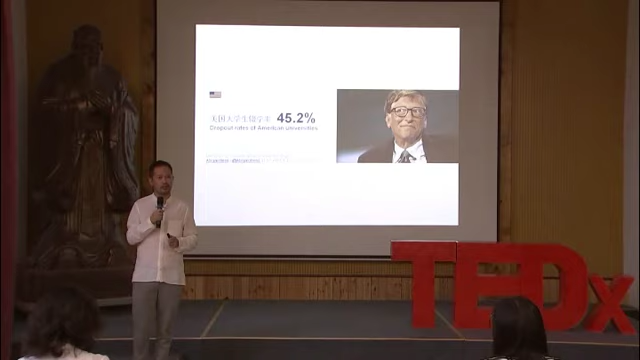 美国大学生辍学率 45.2%
Dropout rates of American universities
TEDx